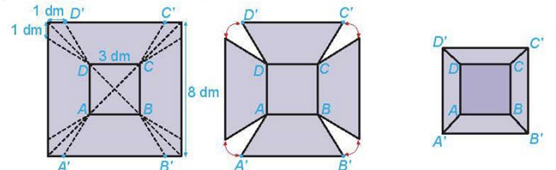 1 dm D' C'
1 dm
3 dm
D C
8 dm
A B
A' B'
D' C'
D C
A B
A' B'
D' C'
D C
A B
A' B'